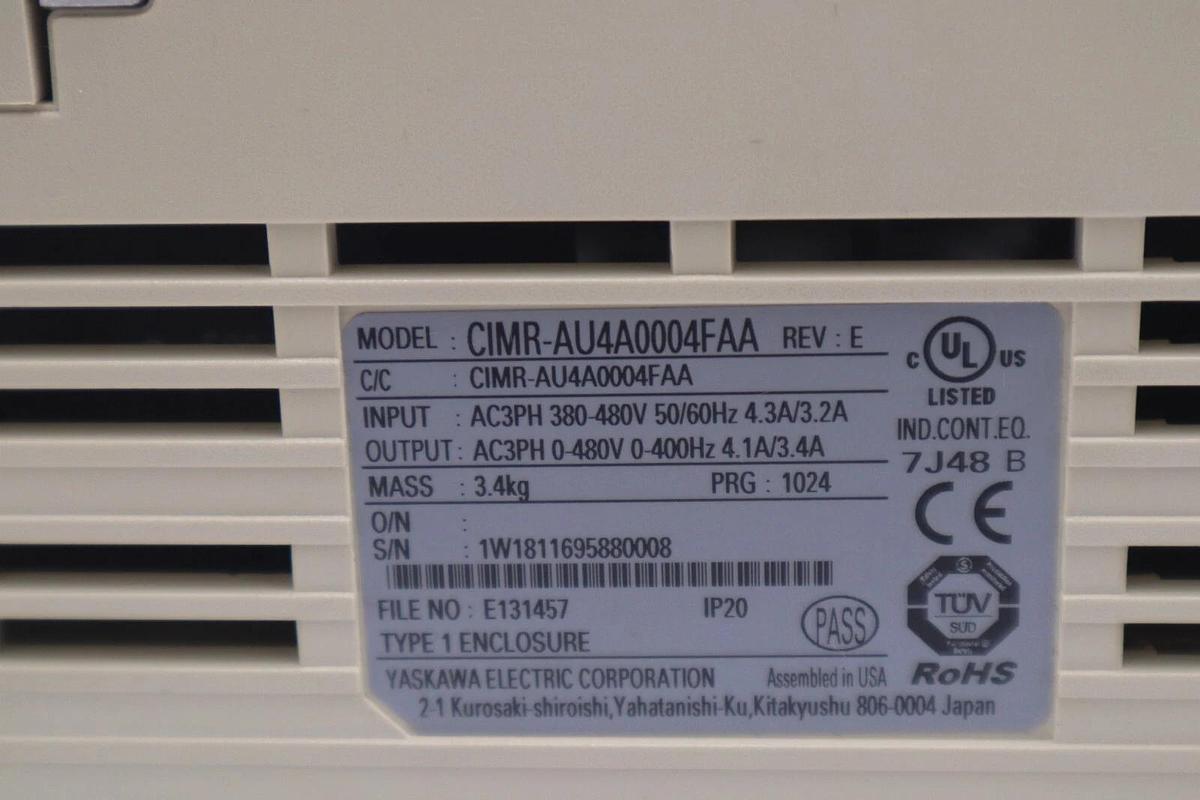 MODEL : CIMR-AU4A0004FAA REV : E
C/C : CIMR-AU4A0004FAA
INPUT : AC3PH 380-480V 50/60Hz 4.3A/3.2A
OUTPUT : AC3PH 0-480V 0-400Hz 4.1A/3.4A
MASS : 3.4kg PRG : 1024
O/N :
S/N : 1W1811695880008
FILE NO : E131457 IP20
TYPE 1 ENCLOSURE
PASS
YASKAWA ELECTRIC CORPORATION Assembled in USA
2-1 Kurosaki-shiroishi,Yahatanishi-Ku,Kitakyushu 806-0004 Japan
C UL US
LISTED
IND.CONT.EQ.
7J48 B
CE
TÜV
SÜD
RoHS